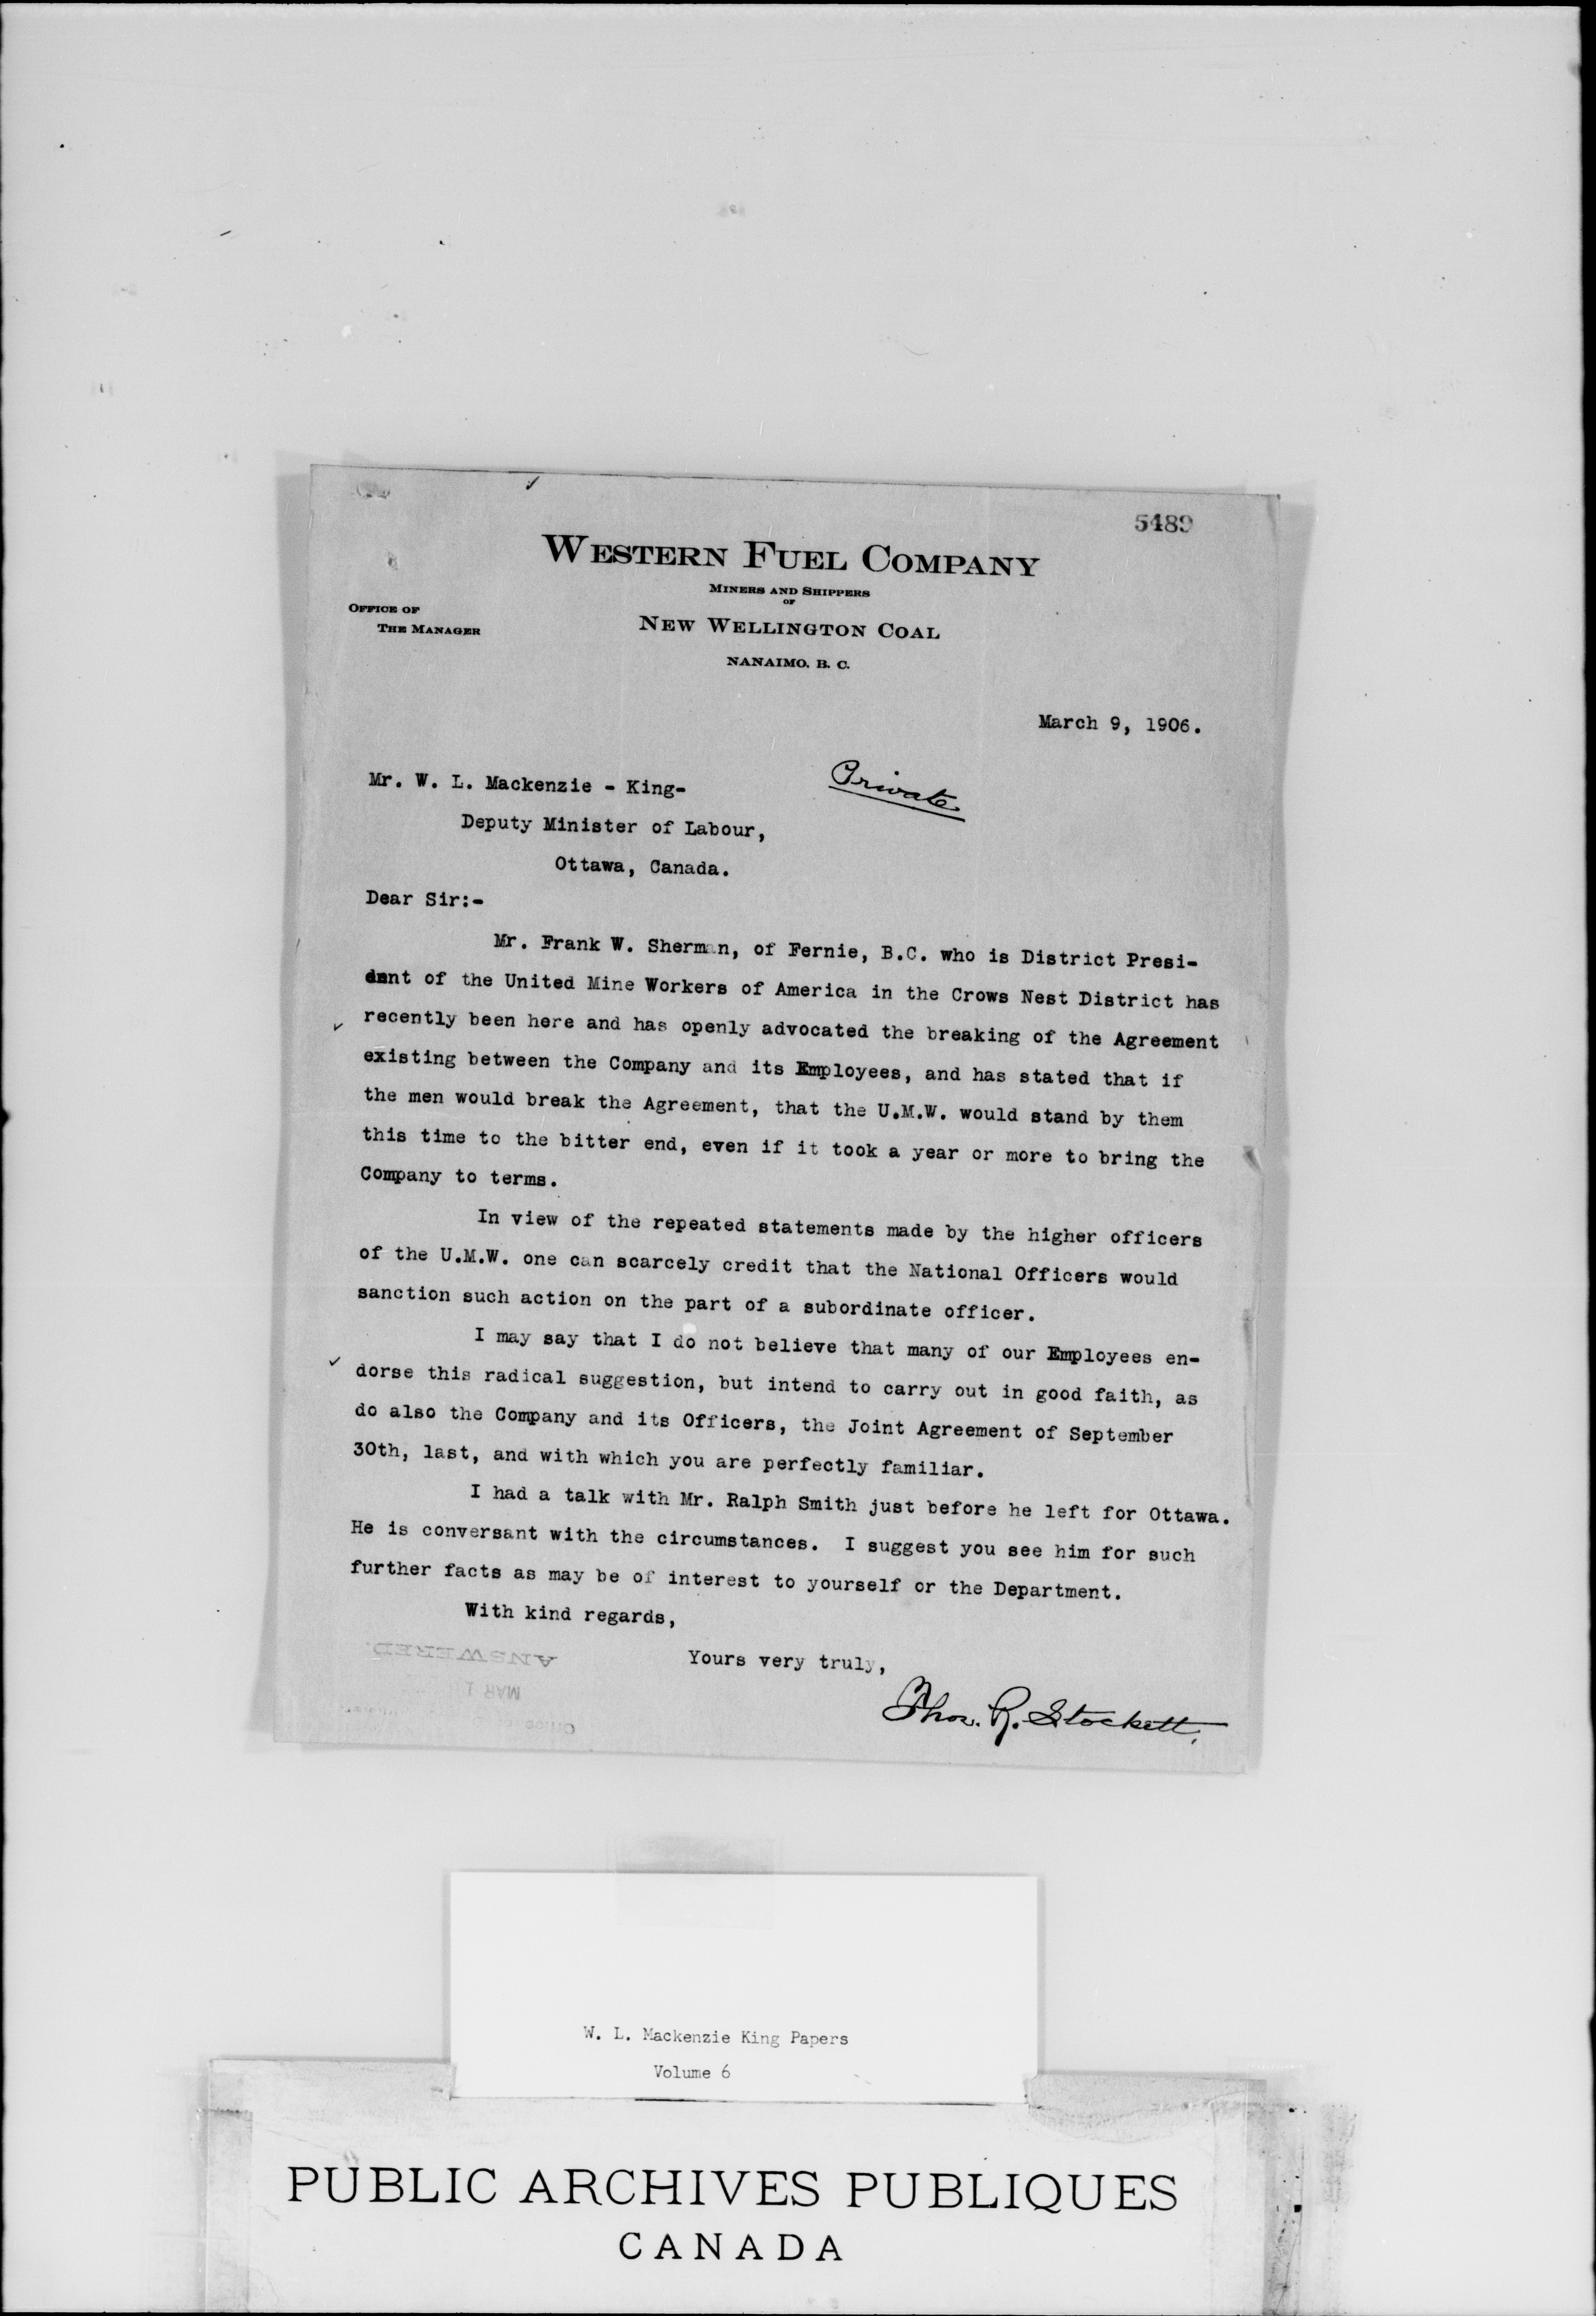 5489
WESTERN FUEL COMPANY
MINERS AND SHIPPERS
OF
OFFICE OF
THE MANAGER
NEW WELLINGTON COAL
NANAIMO. B. C.
March 9, 1906.
Private
Mr. W. L. Mackenzie - King-
Deputy Minister of Labour,
Ottawa, Canada.
Dear Sir:-
Mr. Frank W. Sherman, of Fernie, B.C. who is District Presi-
dent of the United Mine Workers of America in the Crows Nest District has
recently been here and has openly advocated the breaking of the Agreement
existing between the Company and its Employees, and has stated that if
the men would break the Agreement, that the U.M.W. would stand by them
this time to the bitter end, even if it took a year or more to bring the
Company to terms.
In view of the repeated statements made by the higher officers
of the U.M.W. one can scarcely credit that the National Officers would
sanction such action on the part of a subordinate officer.
I may say that I do not believe that many of our Employees en-
dorse this radical suggestion, but intend to carry out in good faith, as
do also the Company and its Officers, the Joint Agreement of September
30th, last, and with which you are perfectly familiar.
I had a talk with Mr. Ralph Smith just before he left for Ottawa.
He is conversant with the circumstances. I suggest you see him for such
further facts as may be of interest to yourself or the Department.
With kind regards,
Yours very truly,
Thos. R. Stockett.
ANSWERED.
MAR
W. L. Mackenzie King Papers
Volume 6
PUBLIC ARCHIVES PUBLIQUES
CANADA